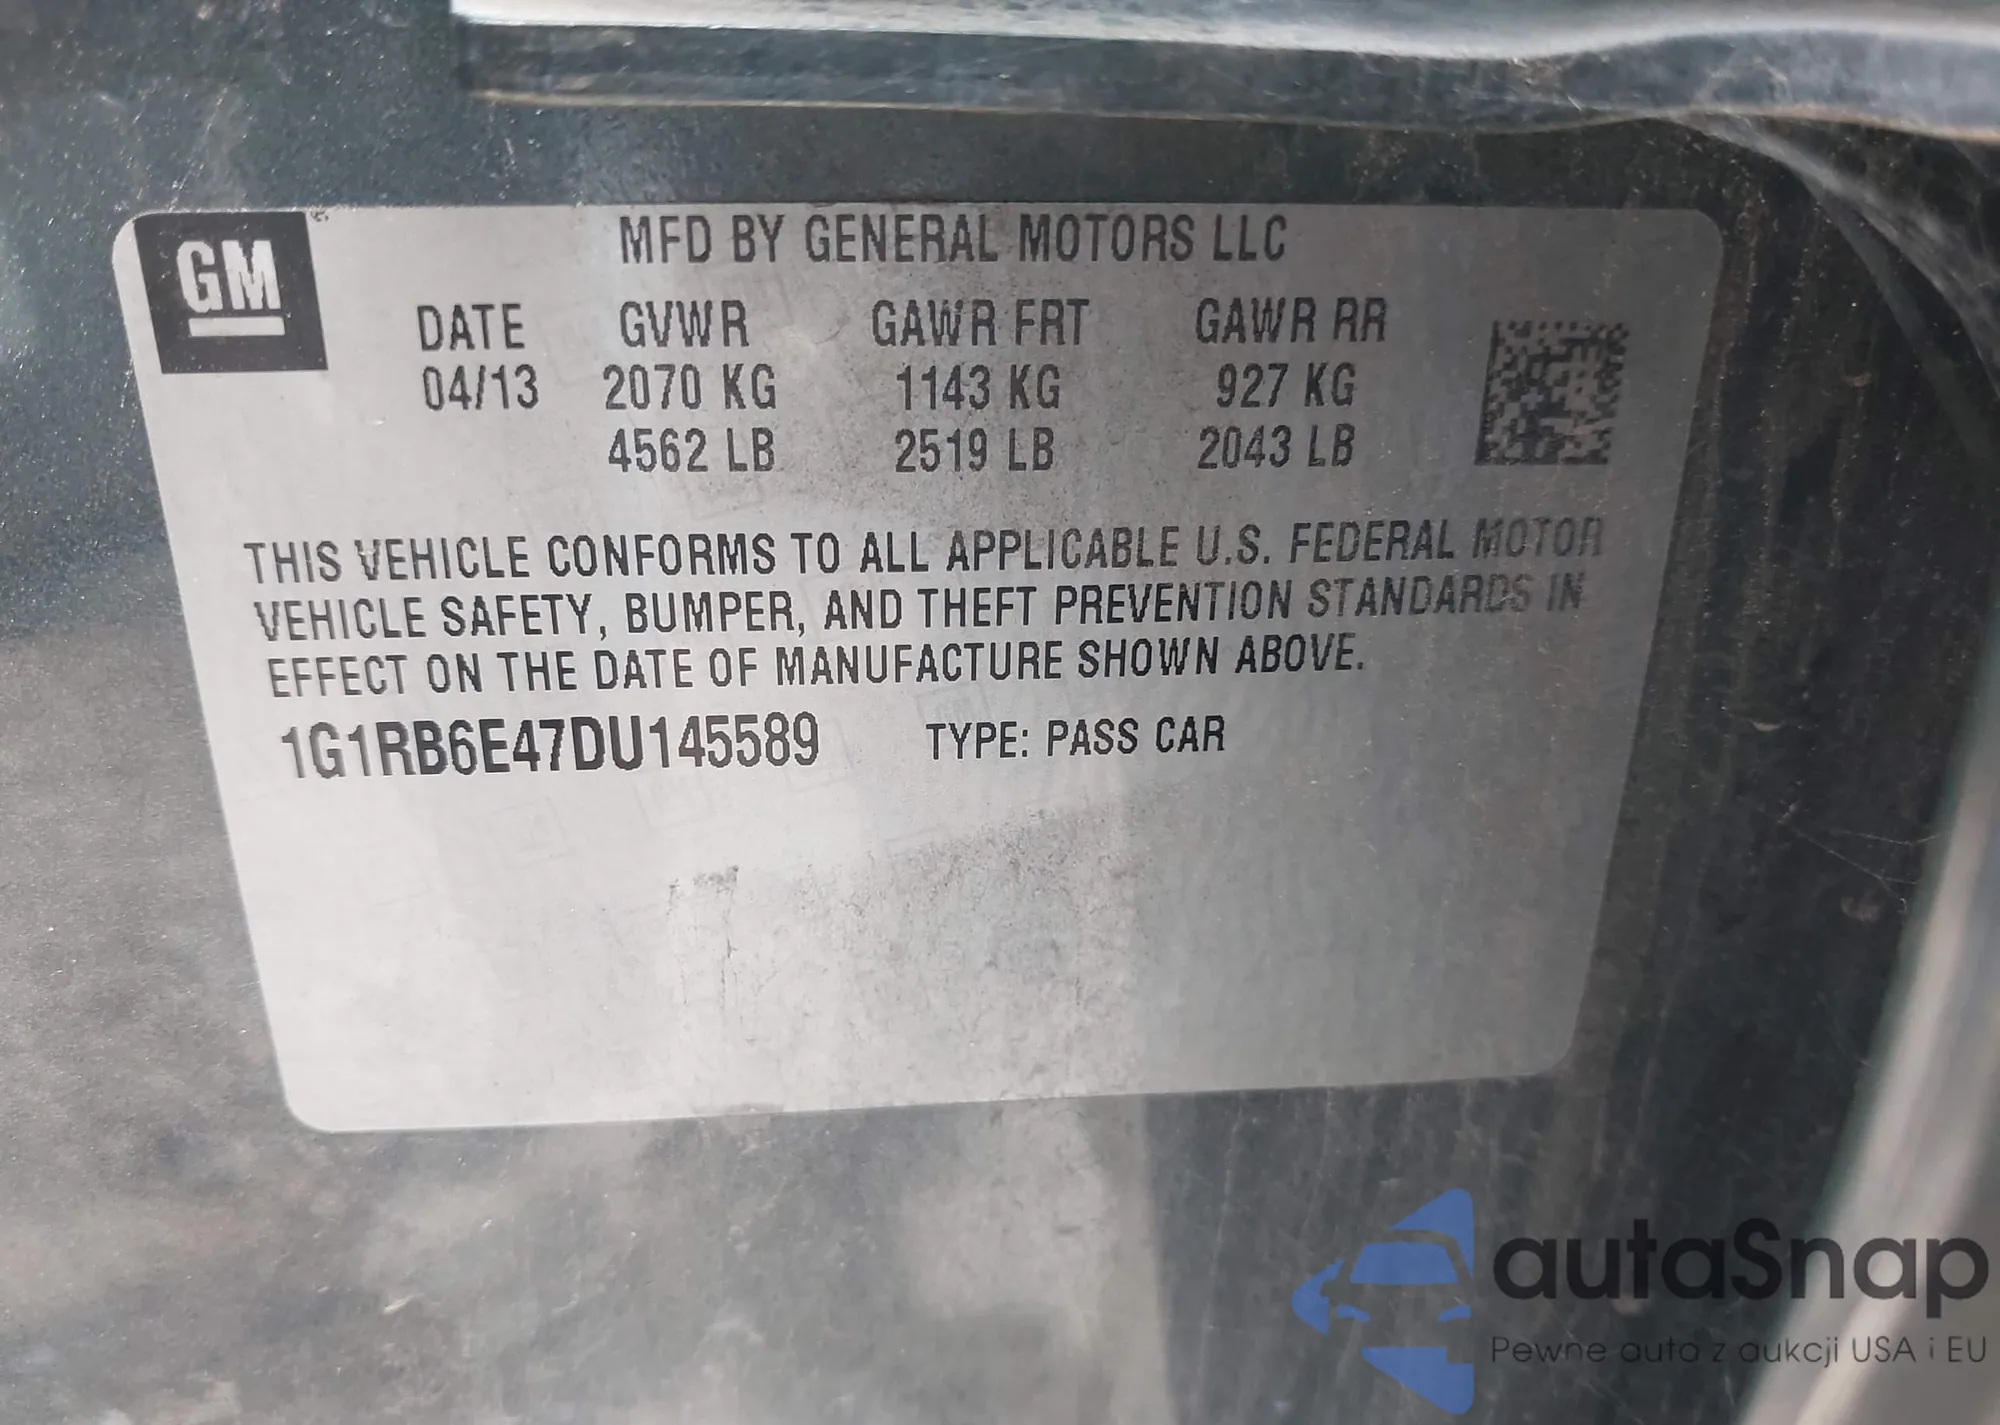 GM
MFD BY GENERAL MOTORS LLC
DATE GVWR GAWR FRT GAWR RR
04/13 2070 KG 1143 KG 927 KG
4562 LB 2519 LB 2043 LB
THIS VEHICLE CONFORMS TO ALL APPLICABLE U.S. FEDERAL MOTOR
VEHICLE SAFETY, BUMPER, AND THEFT PREVENTION STANDARDS IN
EFFECT ON THE DATE OF MANUFACTURE SHOWN ABOVE.
1G1RB6E47DU145589 TYPE: PASS CAR
autaSnap
Pewne auta z aukcji USA i EU